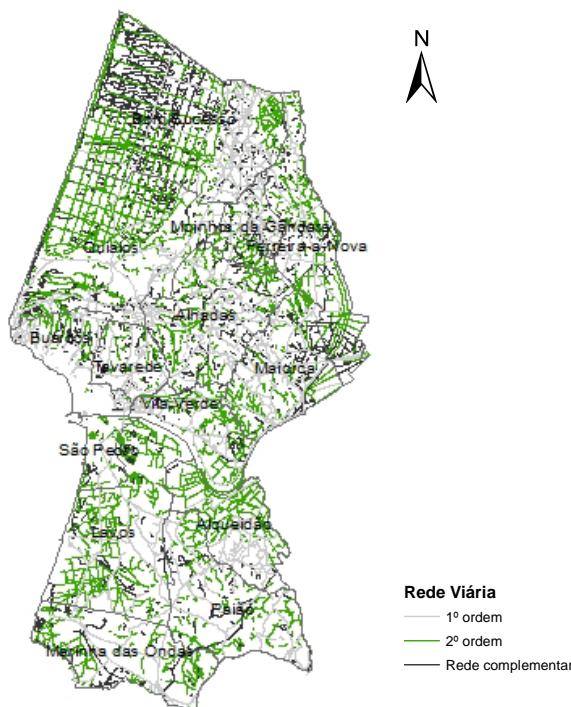 N
Bom Sucesso
Moinhos da Gândara
Quiaios
Ferreira-a-Nova
Alhadas
Buarcos
Tavarede
Maiorca
Vila Verde
São Pedro
Alqueidão
Lavos
Paião
Marinha das Ondas
Rede Viária
1º ordem
2º ordem
Rede complementar